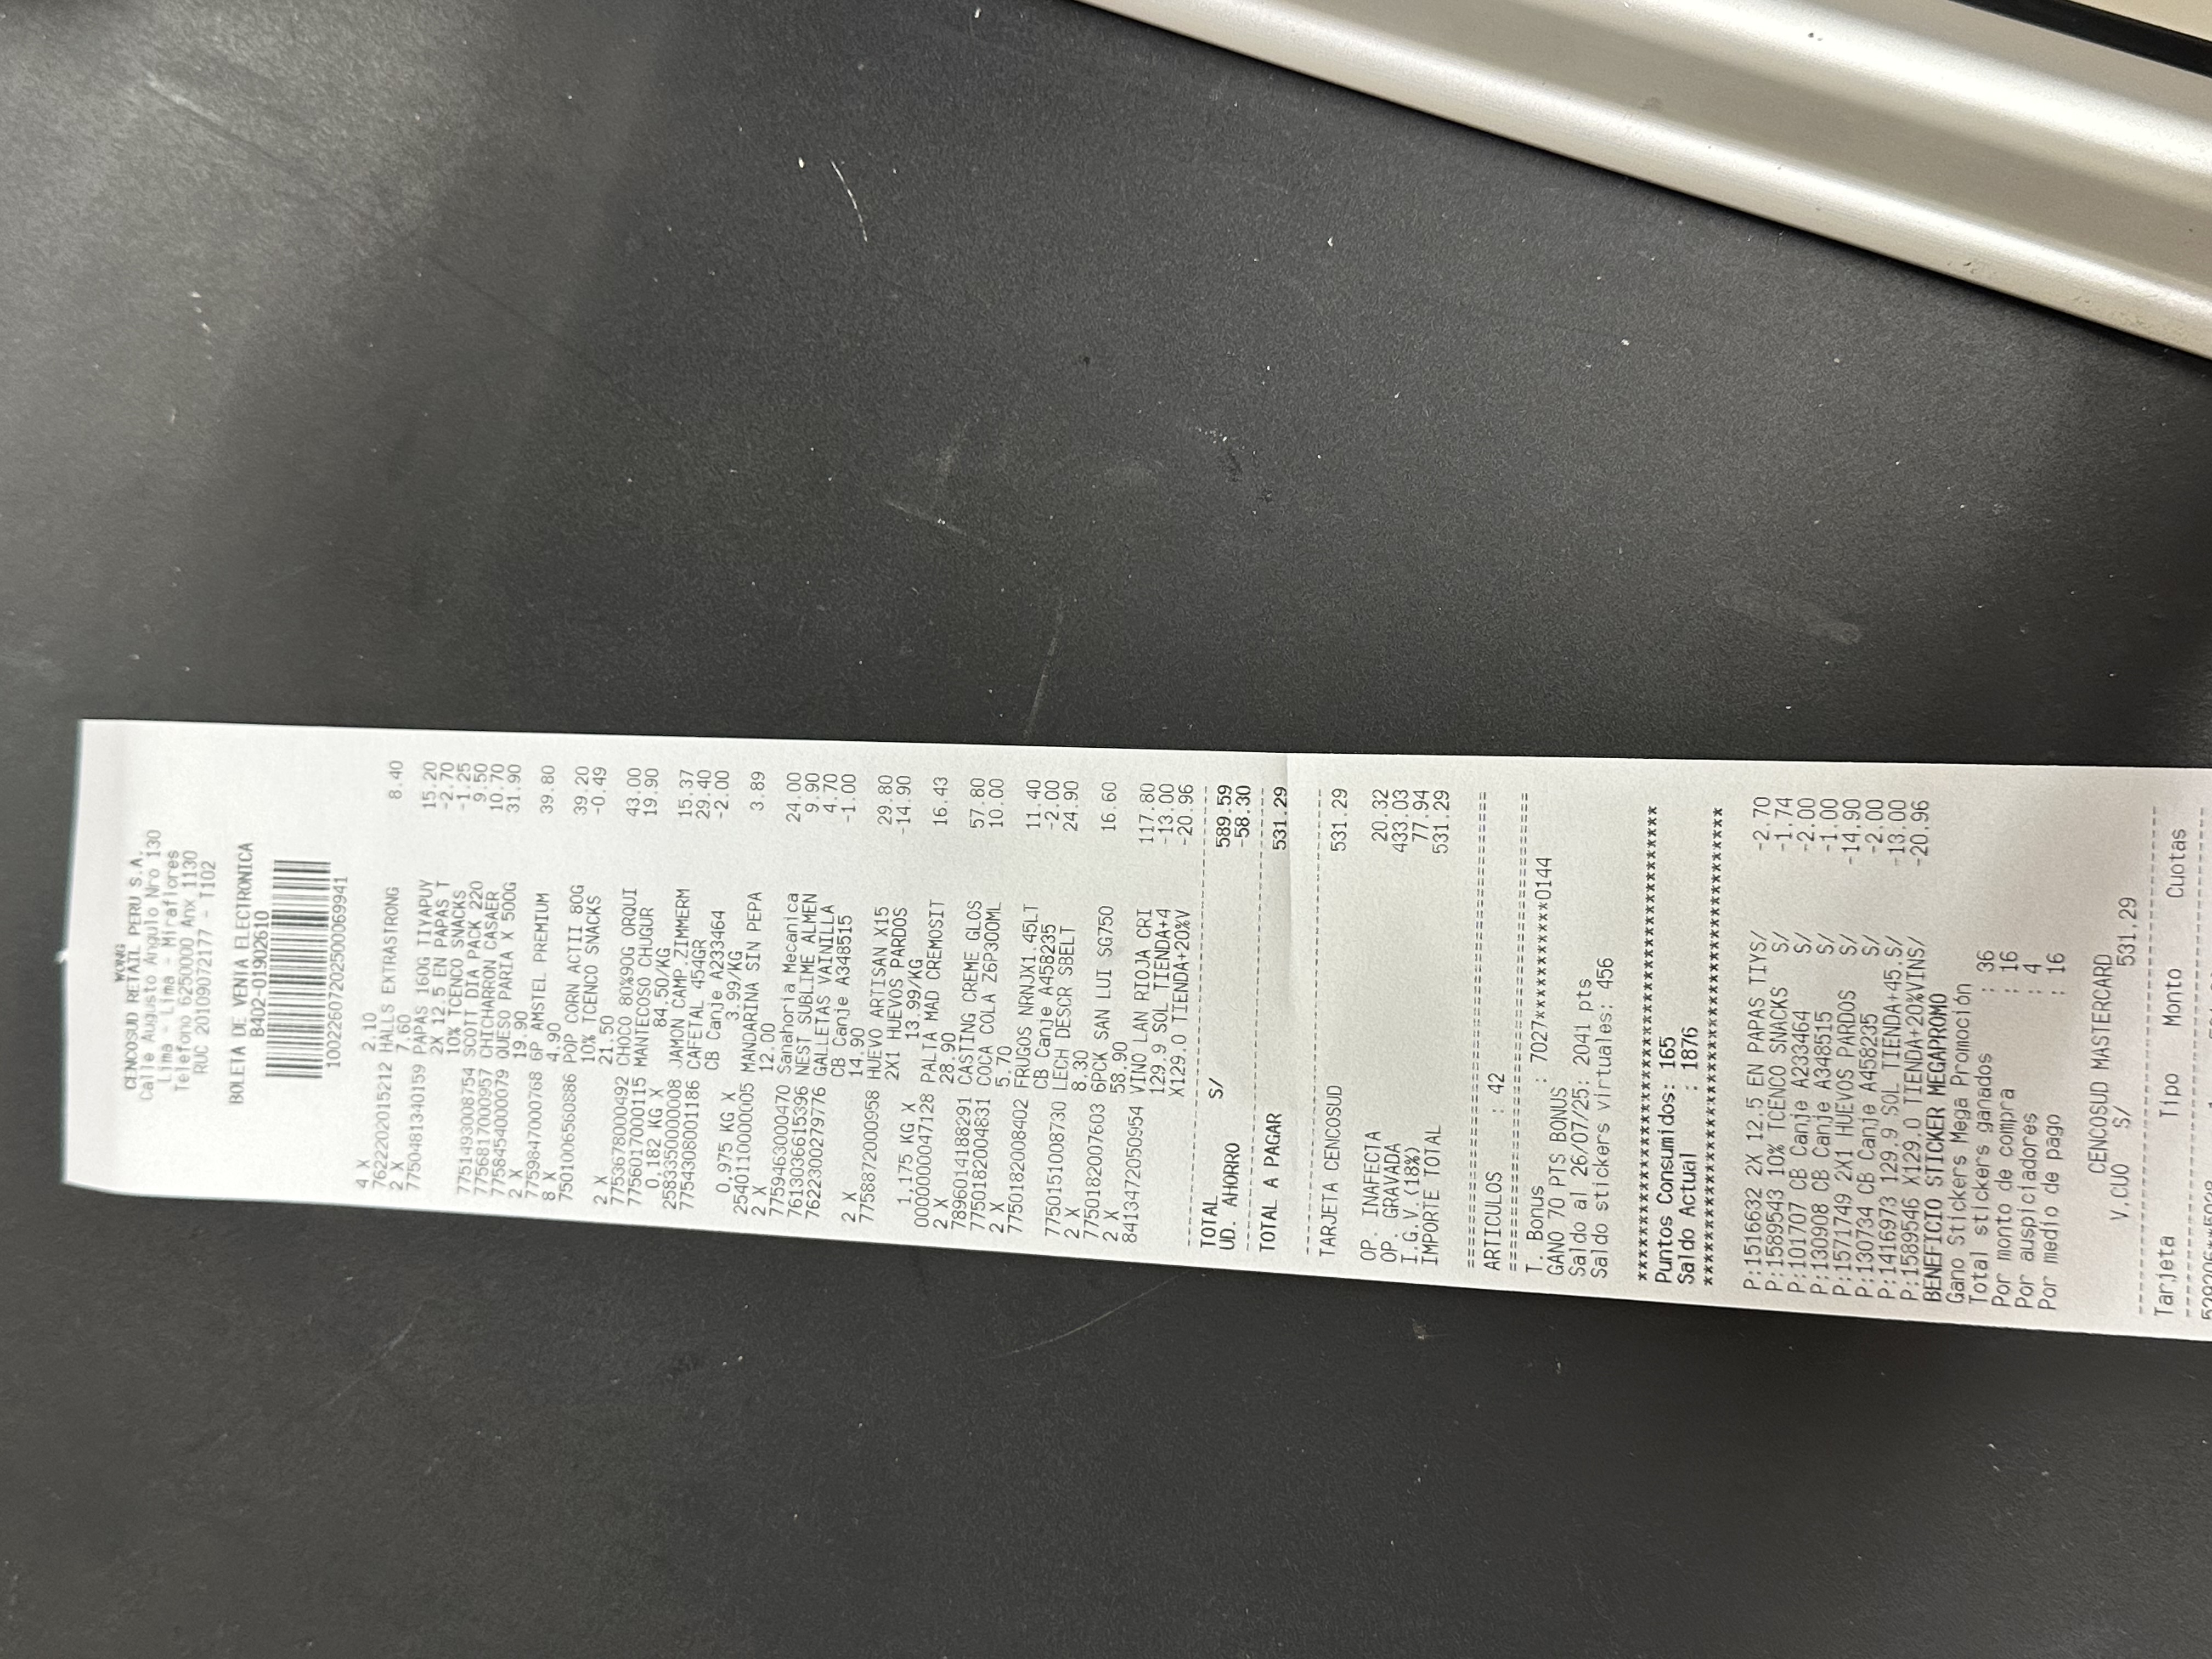 WONG
CENCOSUD RETAIL PERU S.A.
Calle Augusto Angulo Nro 130
Lima - Lima - Miraflores
Telefono 6250000 Anx 1130
RUC 20109072177 - T102
BOLETA DE VENTA ELECTRONICA
B402-01902610
10022607202500069941
4 X 2.10
7622202015212 HALLS EXTRASTRONG 8.40
2 X 7.60
7750481340159 PAPAS 160G TIYAPUY 15.20
2X 12.5 EN PAPAS T -2.70
10% TCENCO SNACKS -1.25
7751493008754 SCOTT DIA PACK 220 9.50
7756817000957 CHICHARRON CASAER 10.70
7758454000079 QUESO PARIA X 500G 31.90
2 X 19.90
7759847000768 6P AMSTEL PREMIUM 39.80
8 X 4.90
7501006560886 POP CORN ACTII 80G 39.20
10% TCENCO SNACKS -0.49
2 X 21.50
7753678000492 CHOCO 80%90G ORQUI 43.00
7756017000115 MANTECOSO CHUGUR 19.90
0,182 KG X 84.50/KG
2583350000008 JAMON CAMP.ZIMMERM 15.37
7754308001186 CAFETAL 454GR 29.40
CB Canje A233464 -2.00
0,975 KG X 3.99/KG
2540110000005 MANDARINA SIN PEPA 3.89
2 X 12.00
7759463000470 Sanahoria Mecanica 24.00
7613036615396 NEST SUBLIME ALMEN 9.90
7622300279776 GALLETAS VAINILLA 4.70
CB Canje A348515 -1.00
2 X 14.90
7758872000958 HUEVO ARTISAN X15 29.80
2X1 HUEVOS PARDOS -14.90
1,175 KG X 13.99/KG
0000000047128 PALTA MAD CREMOSIT 16.43
2 X 28.90
7896014188291 CASTING CREME GLOS 57.80
7750182004831 COCA COLA Z6P300ML 10.00
2 X 5.70
7750182008402 FRUGOS NRNJX1.45LT 11.40
CB Canje A458235 -2.00
7750151008730 LECH DESCR SBELT 24.90
2 X 8.30
7750182007603 6PCK SAN LUI SG750 16.60
2 X 58.90
8413472050954 VINO LAN RIOJA CRI 117.80
129.9 SOL TIENDA+4 -13.00
X129.0 TIENDA+20%V -20.96
TOTAL S/ 589.59
UD. AHORRO -58.30
TOTAL A PAGAR 531.29
TARJETA CENCOSUD 531.29
OP. INAFECTA 20.32
OP. GRAVADA 433.03
I.G.V.(18%) 77.94
IMPORTE TOTAL 531.29
==========================================
ARTICULOS : 42
==========================================
T. Bonus : 7027***********0144
GANO 70 PTS BONUS
Saldo al 26/07/25: 2041 pts
Saldo stickers virtuales: 456
******************************************
Puntos Consumidos: 165
Saldo Actual : 1876
******************************************
P:1516632 2X 12.5 EN PAPAS TIYS/ -2.70
P:1589543 10% TCENCO SNACKS S/ -1.74
P:101707 CB Canje A233464 S/ -2.00
P:130908 CB Canje A348515 S/ -1.00
P:1571749 2X1 HUEVOS PARDOS S/ -14.90
P:130734 CB Canje A458235 S/ -2.00
P:1416973 129.9 SOL TIENDA+45.S/ -13.00
P:1589546 X129.0 TIENDA+20%VINS/ -20.96
BENEFICIO STICKER MEGAPROMO
Gano Stickers Mega Promoción
Total stickers ganados : 36
Por monto de compra : 16
Por auspiciadores : 4
Por medio de pago : 16
CENCOSUD MASTERCARD
V.CUO S/ 531.29
Tarjeta Tipo Monto Cuotas